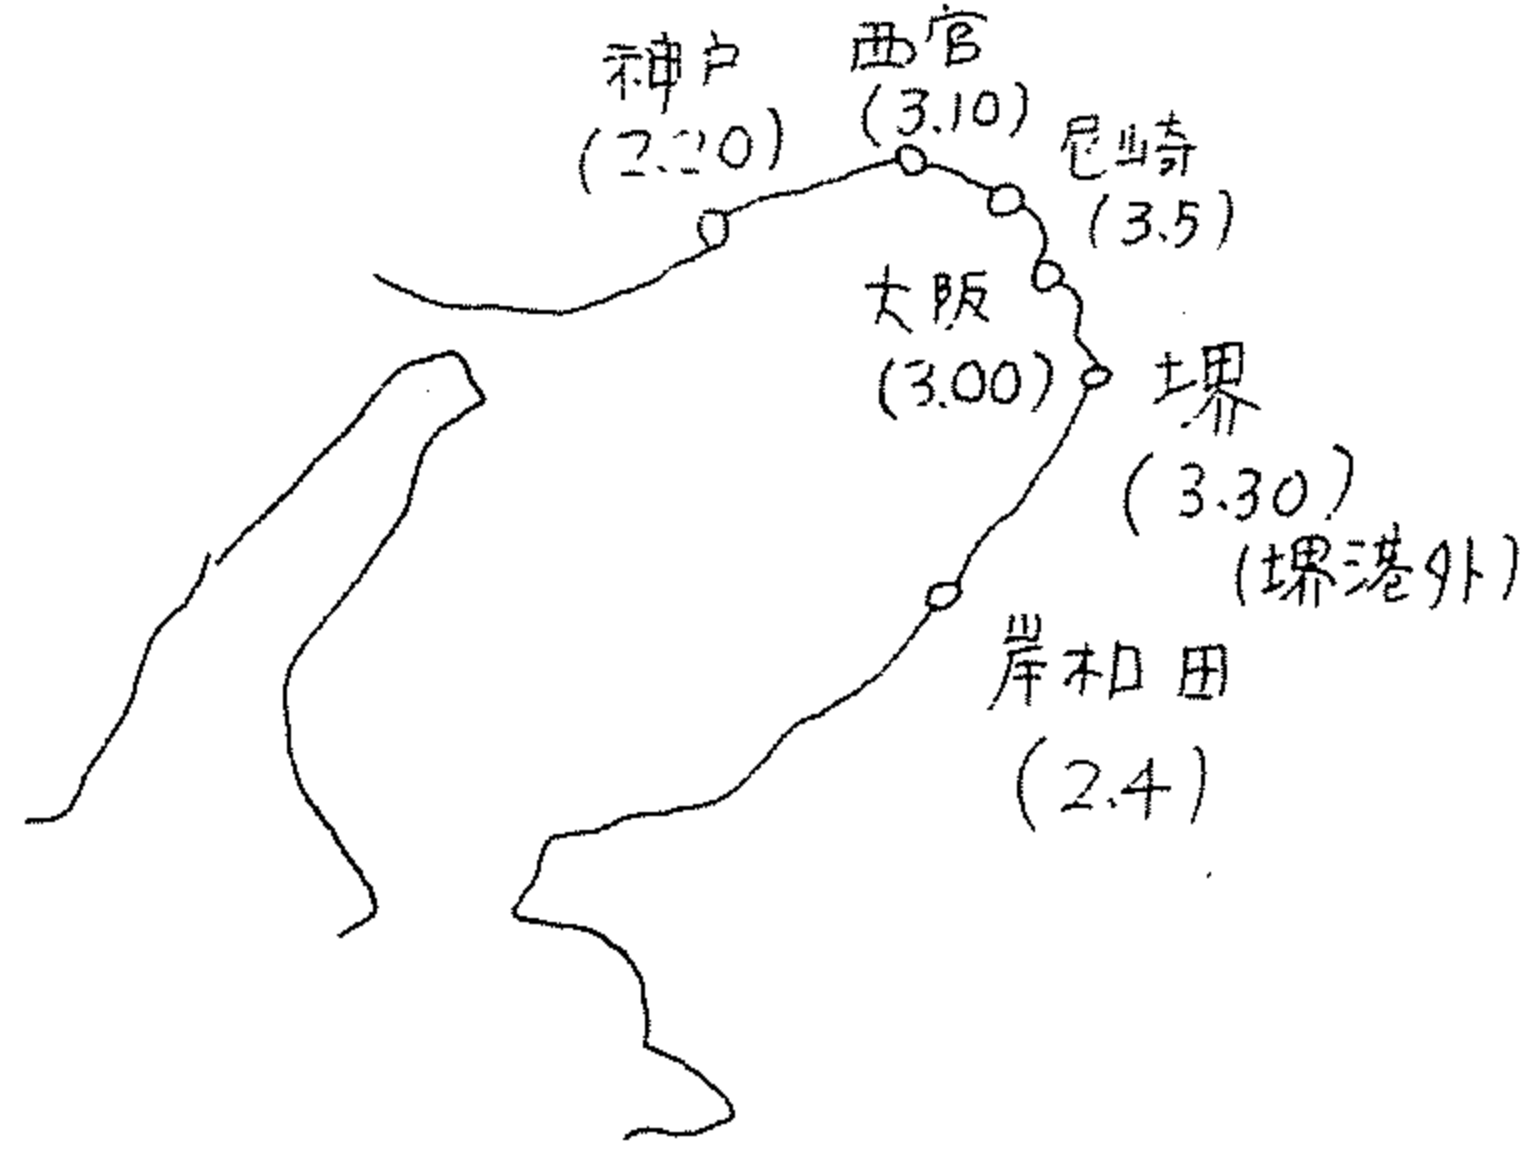 神戸
(2.20)
西宮
(3.10)
尼崎
(3.5)
大阪
(3.00)
堺
(3.30)
(堺港外)
岸和田
(2.4)